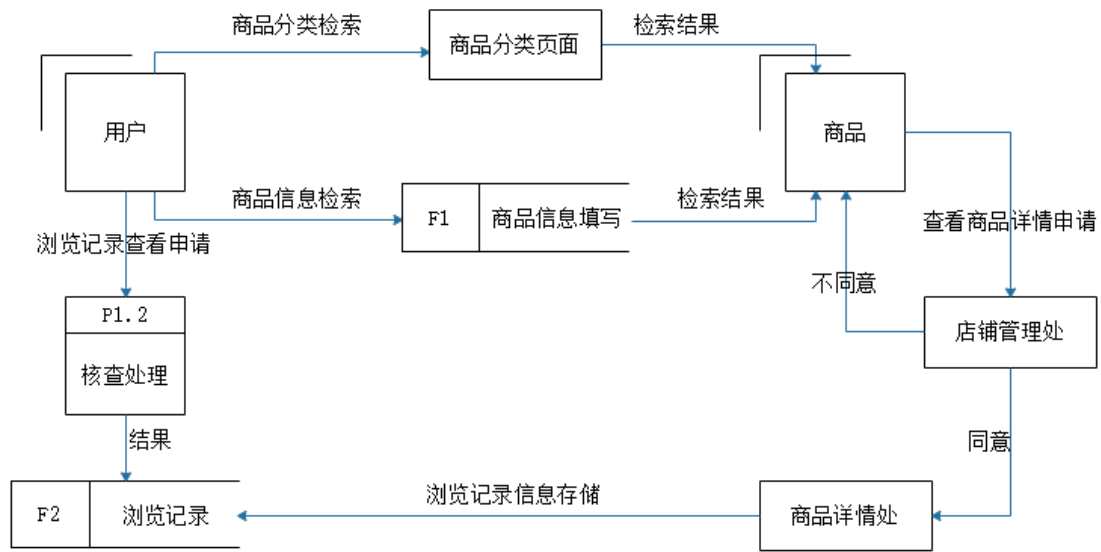 商品分类检索
商品分类页面
检索结果
用户
商品
商品信息检索
F1
商品信息填写
检索结果
浏览记录查看申请
查看商品详情申请
不同意
P1.2
核查处理
店铺管理处
结果
同意
F2
浏览记录
浏览记录信息存储
商品详情处